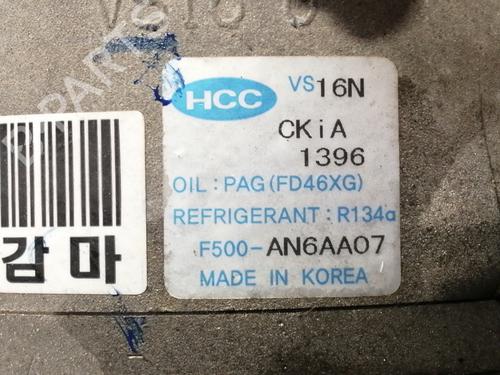 HCC VS16N
CKiA
1396
OIL : PAG (FD46XG)
REFRIGERANT : R134a
F500-AN6AA07
MADE IN KOREA
감마